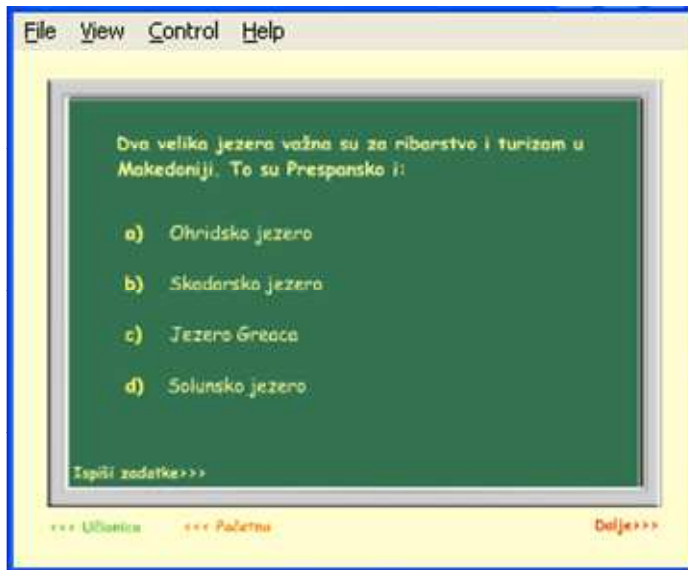 File View Control Help
Dva velika jezera važna su za ribarstvo i turizam u
Makedoniji. To su Prespansko i:
a) Ohridsko jezero
b) Skadarsko jezero
c) Jezero Greaca
d) Solunsko jezero
Ispiši zadatke>>>
<<< Učionica <<< Početna Dalje>>>